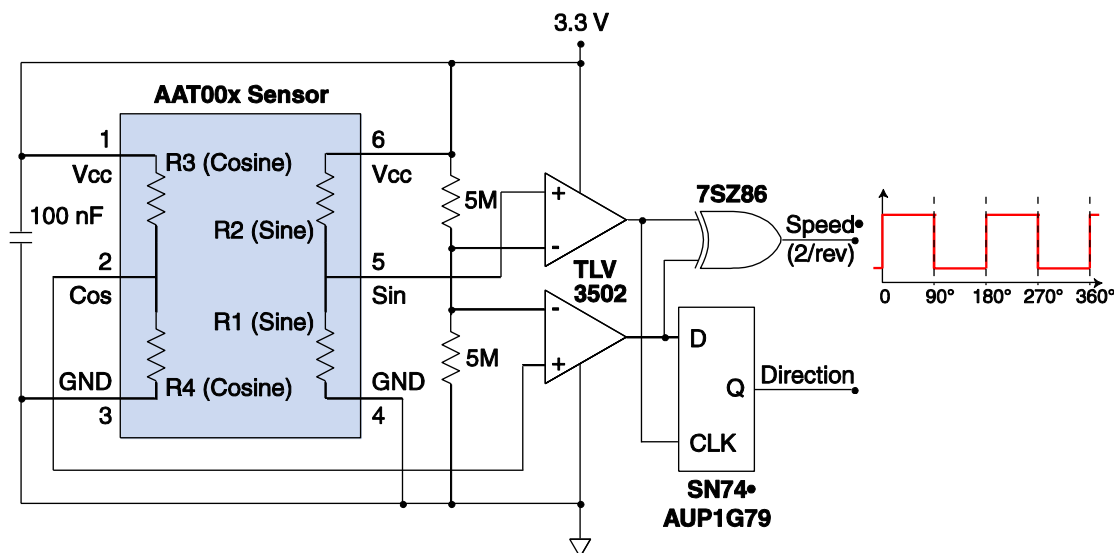 3.3 V
AAT00x Sensor
1
Vcc
R3 (Cosine)
6
Vcc
100 nF
R2 (Sine)
5M
+
-
7SZ86
Speed•
(2/rev)
0 90° 180° 270° 360°
2
Cos
5
Sin
TLV
3502
R1 (Sine)
5M
-
+
GND
3
R4 (Cosine)
GND
4
D
Q
CLK
Direction
SN74•
AUP1G79